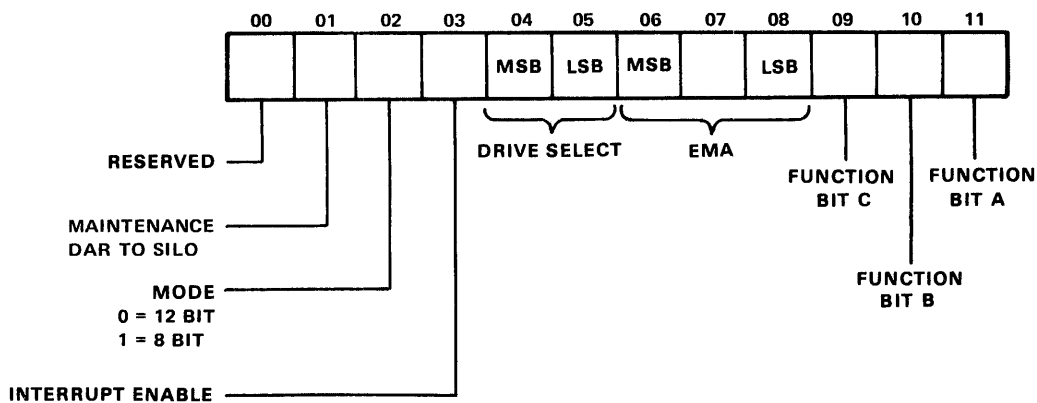 00 01 02 03 04 05 06 07 08 09 10 11
MSB LSB MSB LSB
DRIVE SELECT EMA
RESERVED
FUNCTION
BIT C
FUNCTION
BIT A
MAINTENANCE
DAR TO SILO
FUNCTION
BIT B
MODE
0 = 12 BIT
1 = 8 BIT
INTERRUPT ENABLE